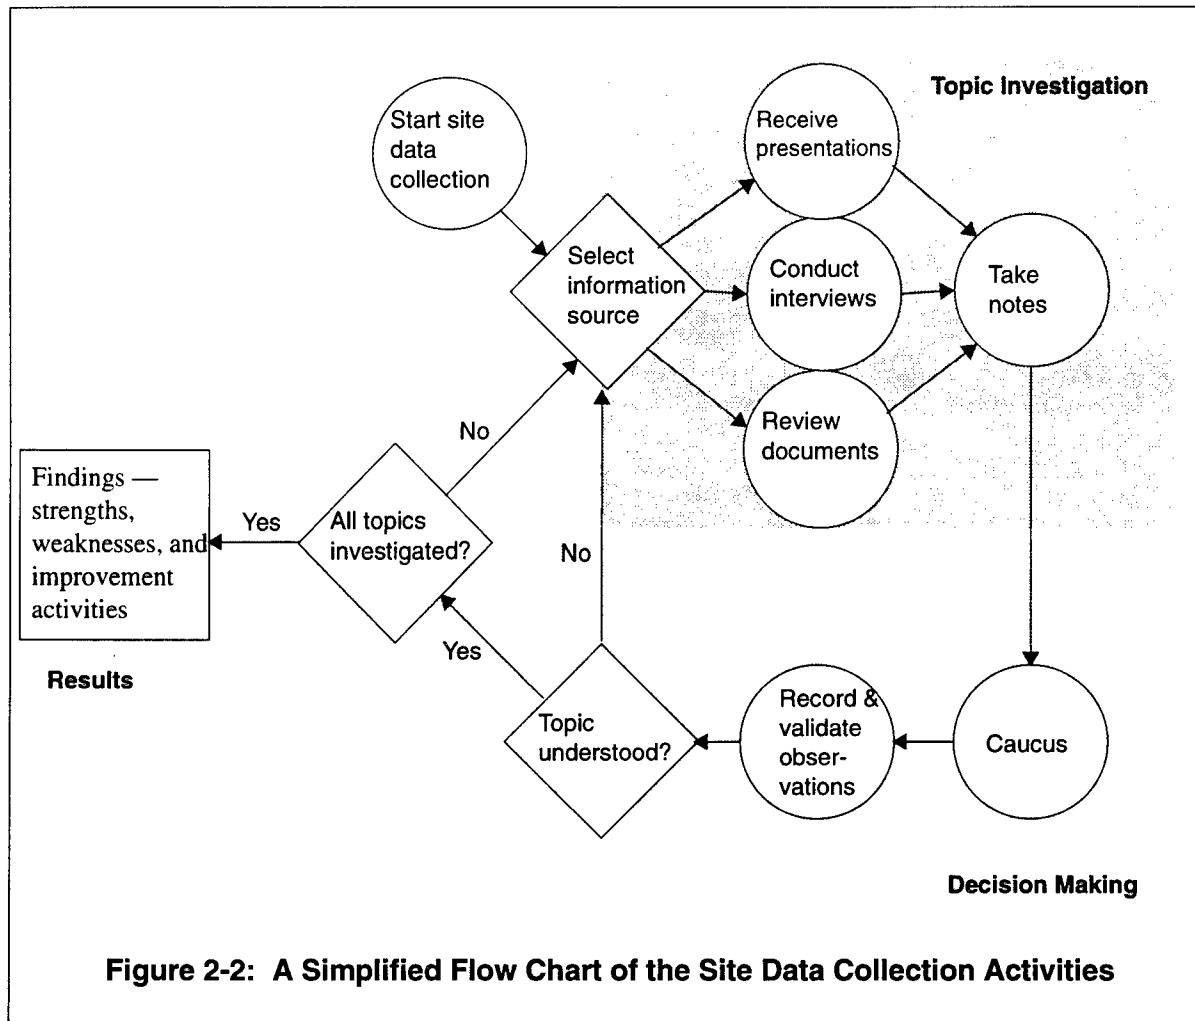 Topic Investigation
Start site
data
collection
Receive
presentations
Select
information
source
Conduct
interviews
Take
notes
Review
documents
No
No
Findings —
strengths,
weaknesses, and
improvement
activities
Yes
All topics
investigated?
Yes
Results
Topic
understood?
Record &
validate
obser-
vations
Caucus
Decision Making
Figure 2-2: A Simplified Flow Chart of the Site Data Collection Activities